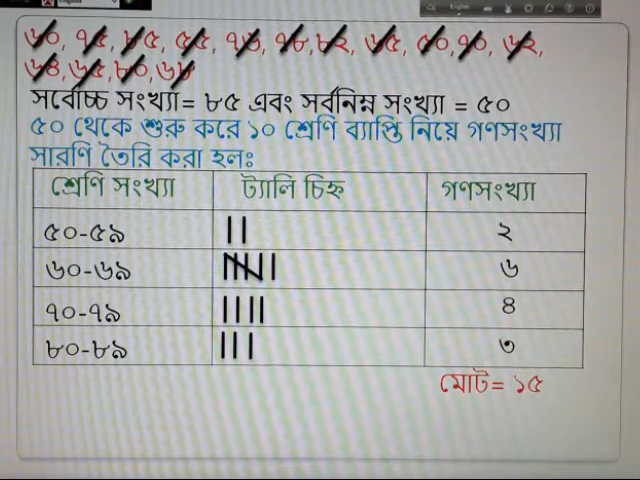 ৬০, ৭৫, ৮৫, ৫৫, ৭৬, ৭৮, ৮২, ৬৫, ৫০, ৭০, ৬২,
৬৪, ৬৫, ৮০, ৬৮
সর্বোচ্চ সংখ্যা= ৮৫ এবং সর্বনিম্ন সংখ্যা = ৫০
৫০ থেকে শুরু করে ১০ শ্রেণি ব্যাপ্তি নিয়ে গণসংখ্যা
সারণি তৈরি করা হলঃ
শ্রেণি সংখ্যা ট্যালি চিহ্ন গণসংখ্যা
৫০-৫৯ || ২
৬০-৬৯ |||| | ৬
৭০-৭৯ |||| ৪
৮০-৮৯ ||| ৩
মোট= ১৫